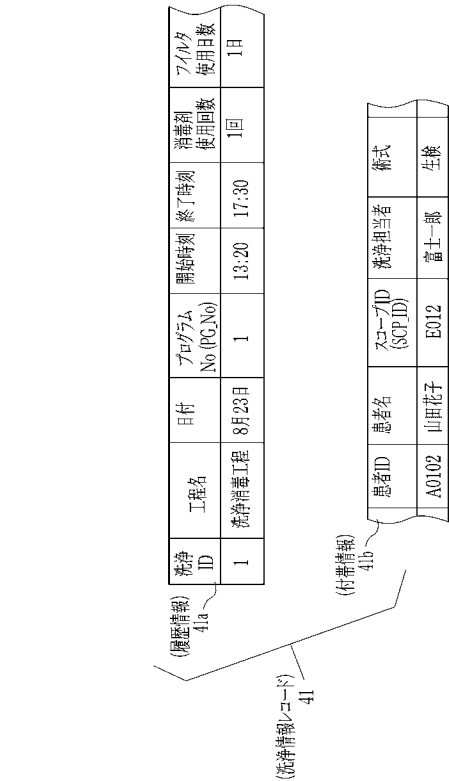 (洗浄情報レコード)
41
(履歴情報)
41a
洗浄
ID
工程名
日付
プログラム
No (PG_No)
開始時刻
終了時刻
消毒剤
使用回数
フィルタ
使用日数
1
洗浄消毒工程
8月23日
1
13:20
17:30
1回
1日
(付帯情報)
41b
患者ID
患者名
スコープID
(SCP_ID)
洗浄担当者
術式
A0102
山田花子
E012
富士一郎
生検